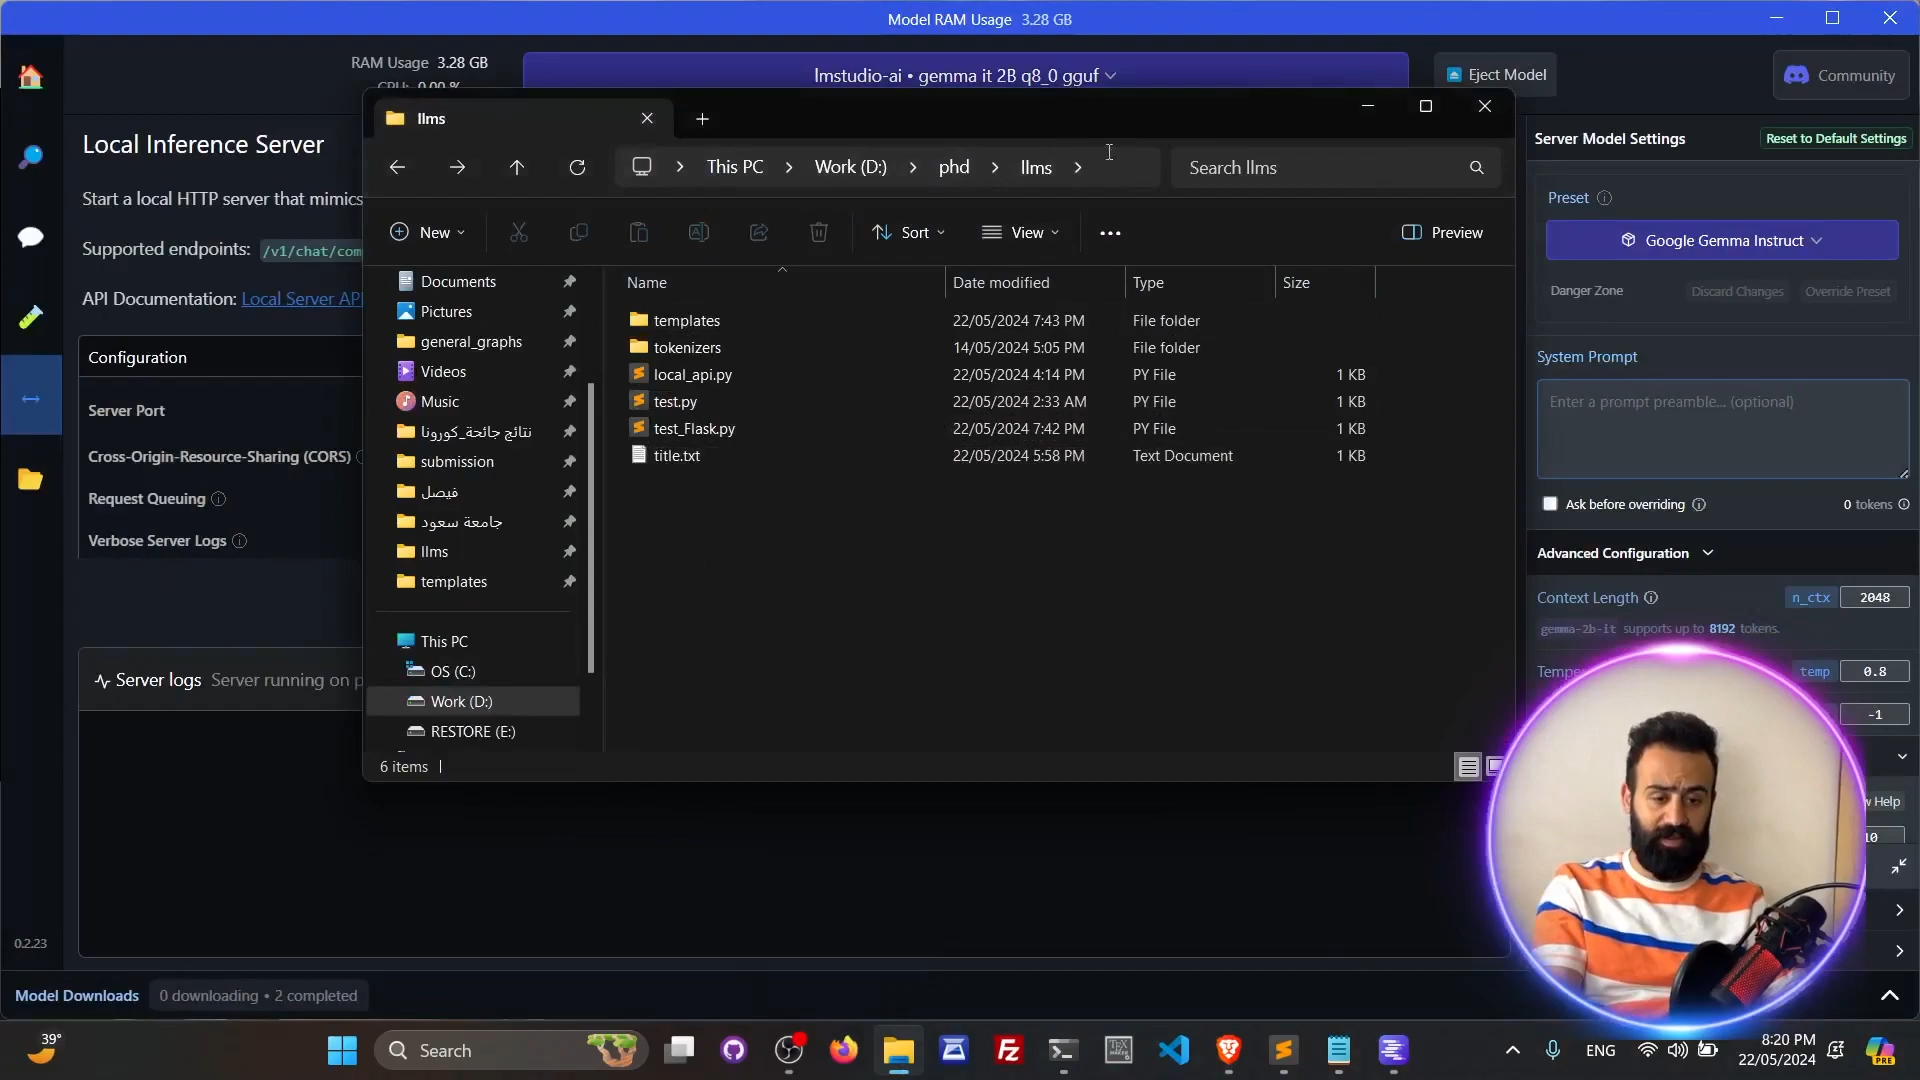 Model RAM Usage 3.28 GB
RAM Usage 3.28 GB
CPU: 0.00 %
lmstudio-ai • gemma it 2B q8_0 gguf
Eject Model
Community
Local Inference Server
Start a local HTTP server that mimics
Supported endpoints: /v1/chat/com
API Documentation: Local Server API
Configuration
Server Port
Cross-Origin-Resource-Sharing (CORS)
Request Queuing
Verbose Server Logs
Server logs Server running on p
0.2.23
llms
This PC > Work (D:) > phd > llms >
Search llms
New
Sort
View
Preview
Documents
Pictures
general_graphs
Videos
Music
نتائج جائحة_كورونا
submission
فيصل
جامعة سعود
llms
templates
This PC
OS (C:)
Work (D:)
RESTORE (E:)
Name Date modified Type Size
templates 22/05/2024 7:43 PM File folder
tokenizers 14/05/2024 5:05 PM File folder
local_api.py 22/05/2024 4:14 PM PY File 1 KB
test.py 22/05/2024 2:33 AM PY File 1 KB
test_Flask.py 22/05/2024 7:42 PM PY File 1 KB
title.txt 22/05/2024 5:58 PM Text Document 1 KB
6 items
Server Model Settings Reset to Default Settings
Preset
Google Gemma Instruct
Danger Zone Discard Changes Override Preset
System Prompt
Enter a prompt preamble... (optional)
Ask before overriding 0 tokens
Advanced Configuration
Context Length n_ctx 2048
gemma-2b-it supports up to 8192 tokens.
Temper temp 0.8
-1
w Help
10
Model Downloads 0 downloading • 2 completed
39°
Search
ENG
8:20 PM
22/05/2024
PRE